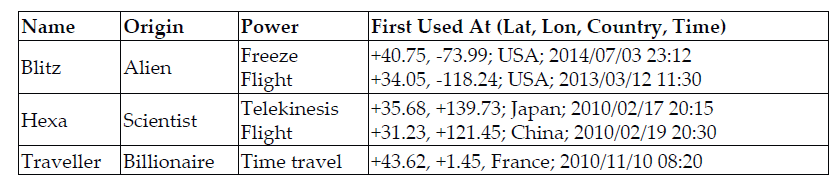 Name Origin Power First Used At (Lat, Lon, Country, Time)
Blitz Alien Freeze +40.75, -73.99; USA; 2014/07/03 23:12
Flight +34.05, -118.24; USA; 2013/03/12 11:30
Hexa Scientist Telekinesis +35.68, +139.73; Japan; 2010/02/17 20:15
Flight +31.23, +121.45; China; 2010/02/19 20:30
Traveller Billionaire Time travel +43.62, +1.45, France; 2010/11/10 08:20